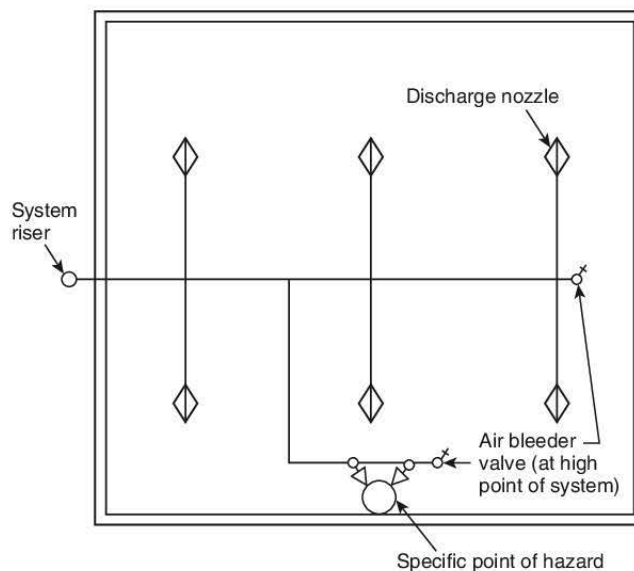 Discharge nozzle
System
riser
Air bleeder
valve (at high
point of system)
Specific point of hazard